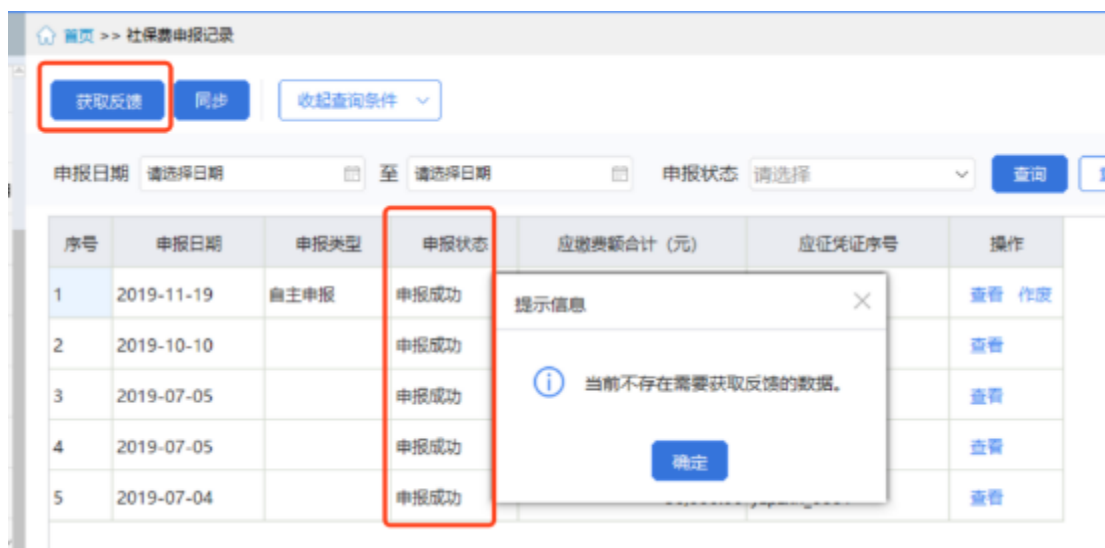 首页 >> 社保费申报记录
获取反馈 同步 收起查询条件
申报日期 请选择日期 至 请选择日期 申报状态 请选择 查询
序号 申报日期 申报类型 申报状态 应缴费额合计（元） 应征凭证序号 操作
1 2019-11-19 自主申报 申报成功 查看 作废
2 2019-10-10 申报成功 查看
3 2019-07-05 申报成功 查看
4 2019-07-05 申报成功 查看
5 2019-07-04 申报成功 查看
提示信息
当前不存在需要获取反馈的数据。
确定